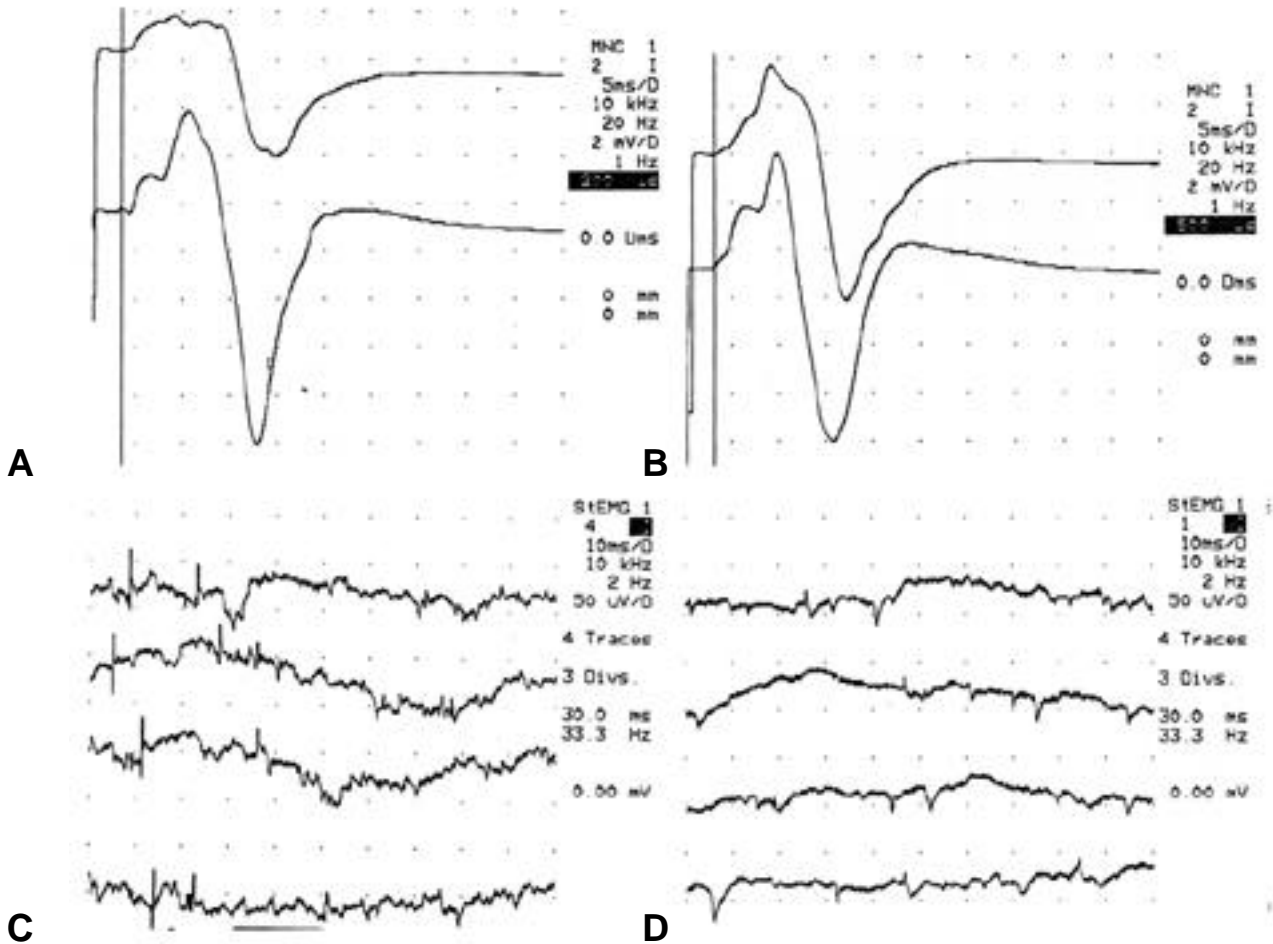 MNC 1
2 I
5ms/D
10 kHz
20 Hz
2 mV/D
1 Hz
0.0 Ums
0 mm
0 mm
A
MNC 1
2 I
5ms/D
10 kHz
20 Hz
2 mV/D
1 Hz
0.0 Dms
0 mm
0 mm
B
StEMG 1
4
10ms/D
10 kHz
2 Hz
50 uV/D
4 Traces
3 Divs.
30.0 ms
33.3 Hz
0.00 mV
C
StEMG 1
1
10ms/D
10 kHz
2 Hz
50 uV/D
4 Traces
3 Divs.
30.0 ms
33.3 Hz
0.00 mV
D